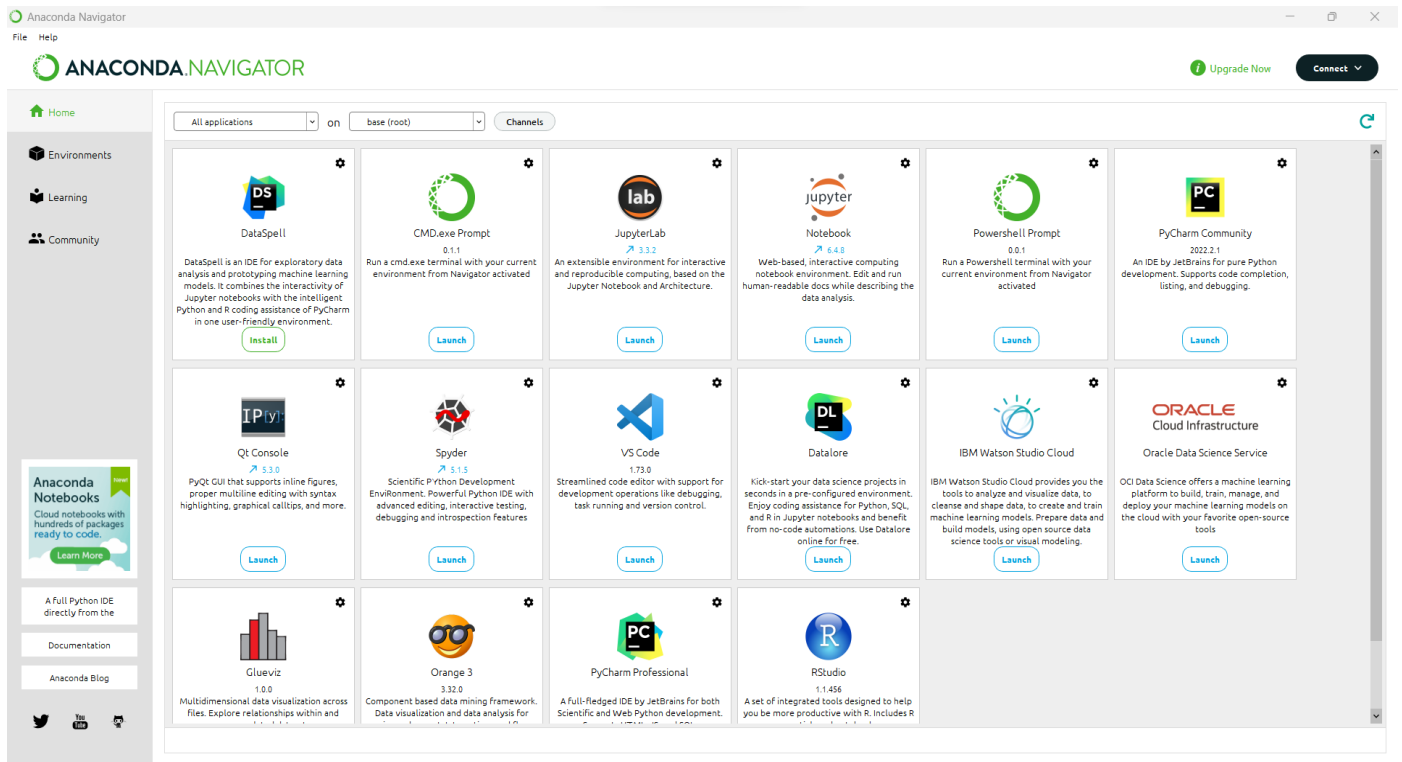 Anaconda Navigator
File Help
ANACONDA.NAVIGATOR
i Upgrade Now
Connect
Home
Environments
Learning
Community
All applications on base (root) Channels
DS
DataSpell
DataSpell is an IDE for exploratory data
analysis and prototyping machine learning
models. It combines the interactivity of
Jupyter notebooks with the intelligent
Python and R coding assistance of PyCharm
in one user-friendly environment.
Install
CMD.exe Prompt
0.1.1
Run a cmd.exe terminal with your current
environment from Navigator activated
Launch
lab
JupyterLab
3.3.2
An extensible environment for interactive
and reproducible computing, based on the
Jupyter Notebook and Architecture.
Launch
jupyter
Notebook
6.4.8
Web-based, interactive computing
notebook environment. Edit and run
human-readable docs while describing the
data analysis.
Launch
Powershell Prompt
0.0.1
Run a Powershell terminal with your
current environment from Navigator
activated
Launch
PC
PyCharm Community
2022.2.1
An IDE by JetBrains for pure Python
development. Supports code completion,
listing, and debugging.
Launch
IP[y]:
Qt Console
5.3.0
PyQt GUI that supports inline figures,
proper multiline editing with syntax
highlighting, graphical calltips, and more.
Launch
Spyder
5.1.5
Scientific PYthon Development
EnviRonment. Powerful Python IDE with
advanced editing, interactive testing,
debugging and introspection features
Launch
VS Code
1.73.0
Streamlined code editor with support for
development operations like debugging,
task running and version control.
Launch
DL
Datalore
Kick-start your data science projects in
seconds in a pre-configured environment.
Enjoy coding assistance for Python, SQL,
and R in Jupyter notebooks and benefit
from no-code automations. Use Datalore
online for free.
Launch
IBM Watson Studio Cloud
IBM Watson Studio Cloud provides you the
tools to analyze and visualize data, to
cleanse and shape data, to create and train
machine learning models. Prepare data and
build models, using open source data
science tools or visual modeling.
Launch
ORACLE
Cloud Infrastructure
Oracle Data Science Service
OCI Data Science offers a machine learning
platform to build, train, manage, and
deploy your machine learning models on
the cloud with your favorite open-source
tools
Launch
Glueviz
1.0.0
Multidimensional data visualization across
files. Explore relationships within and
Orange 3
3.32.0
Component based data mining framework.
Data visualization and data analysis for
PC
PyCharm Professional
A full-fledged IDE by JetBrains for both
Scientific and Web Python development.
R
RStudio
1.1.456
A set of integrated tools designed to help
you be more productive with R. Includes R
Anaconda
Notebooks
New!
Cloud notebooks with
hundreds of packages
ready to code.
Learn More
A full Python IDE
directly from the
Documentation
Anaconda Blog
You
Tube